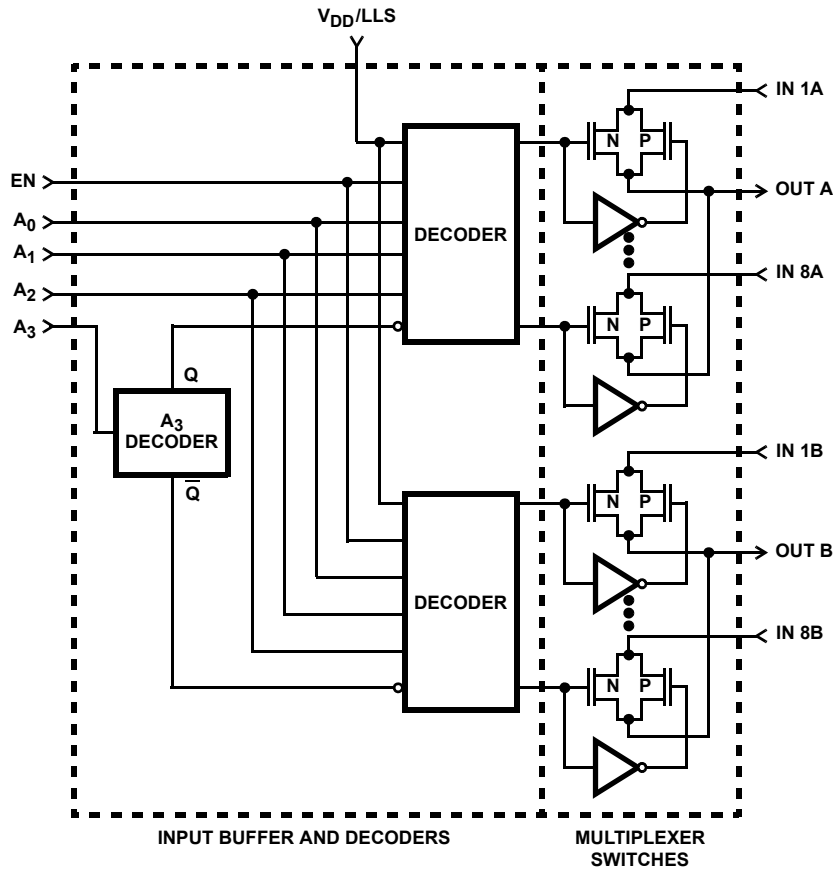 VDD/LLS
IN 1A
N P
EN
OUT A
A0
DECODER
A1
IN 8A
A2
A3
N P
Q
A3
DECODER
IN 1B
Q̅
N P
OUT B
DECODER
IN 8B
N P
INPUT BUFFER AND DECODERS
MULTIPLEXER
SWITCHES